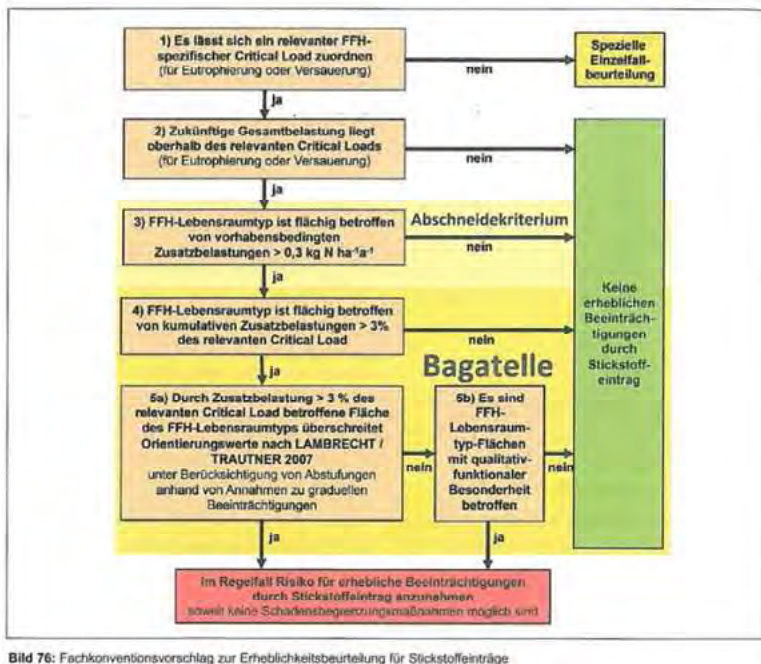 1) Es lässt sich ein relevanter FFH-
spezifischer Critical Load zuordnen
(für Eutrophierung oder Versauerung)
nein
Spezielle
Einzelfall-
beurteilung
ja
2) Zukünftige Gesamtbelastung liegt
oberhalb des relevanten Critical Loads
(für Eutrophierung oder Versauerung)
nein
ja
3) FFH-Lebensraumtyp ist flächig betroffen
von vorhabensbedingten
Zusatzbelastungen > 0,3 kg N ha⁻¹a⁻¹
Abschneidekriterium
nein
ja
4) FFH-Lebensraumtyp ist flächig betroffen
von kumulativen Zusatzbelastungen > 3%
des relevanten Critical Load
nein
Keine
erheblichen
Beeinträch-
tigungen
durch
Stickstoff-
eintrag
ja
Bagatelle
5a) Durch Zusatzbelastung > 3 % des
relevanten Critical Load betroffene Fläche
des FFH-Lebensraumtyps überschreitet
Orientierungswerte nach LAMBRECHT /
TRAUTNER 2007
unter Berücksichtigung von Abstufungen
anhand von Annahmen zu graduellen
Beeinträchtigungen
nein
5b) Es sind
FFH-
Lebensraum-
typ-Flächen
mit qualitativ-
funktionaler
Besonderheit
betroffen
nein
ja
ja
Im Regelfall Risiko für erhebliche Beeinträchtigungen
durch Stickstoffeintrag anzunehmen
soweit keine Schadensbegrenzungsmaßnahmen möglich sind
Bild 76: Fachkonventionsvorschlag zur Erheblichkeitsbeurteilung für Stickstoffeinträge